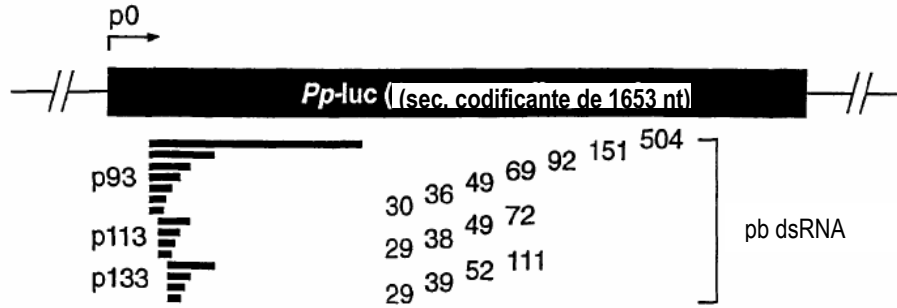 p0
Pp-luc ( (sec. codificante de 1653 nt)
p93 30 36 49 69 92 151 504
p113 29 38 49 72
p133 29 39 52 111
pb dsRNA